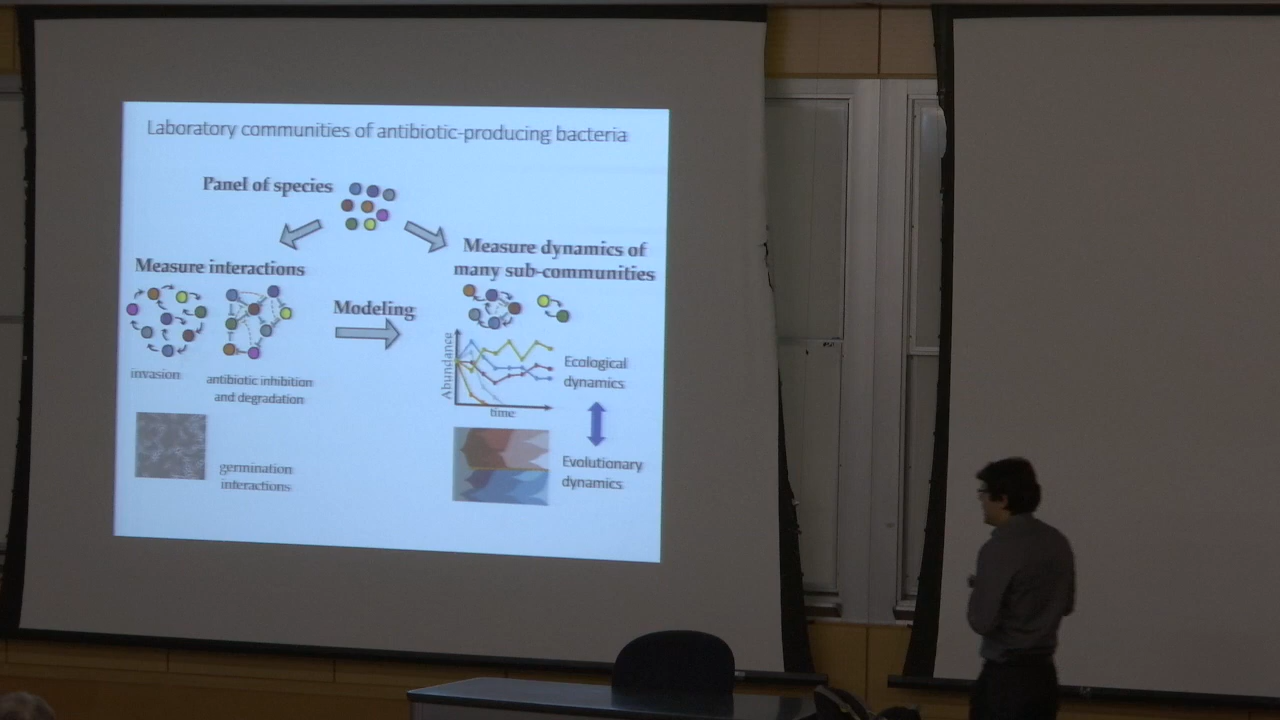 Laboratory communities of antibiotic-producing bacteria
Panel of species
Measure interactions
Measure dynamics of
many sub-communities
Modeling
invasion
antibiotic inhibition
and degradation
germination
interactions
Abundance
time
Ecological
dynamics
Evolutionary
dynamics